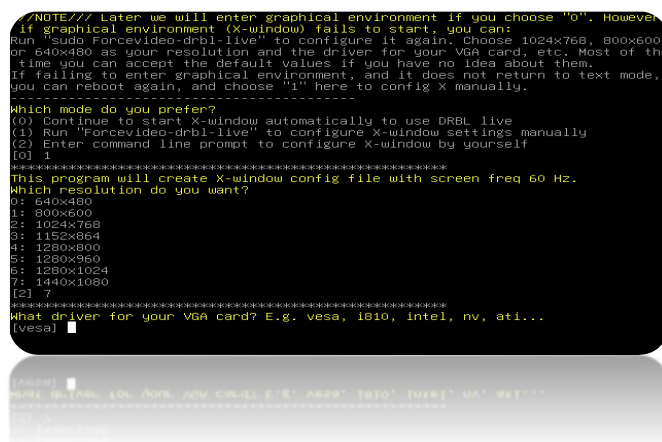 ///NOTE/// Later we will enter graphical environment if you choose "0". However
if graphical environment (X-window) fails to start, you can:
Run "sudo Forcevideo-drbl-live" to configure it again. Choose 1024x768, 800x600
or 640x480 as your resolution and the driver for your VGA card, etc. Most of th
time you can accept the default values if you have no idea about them.
If failing to enter graphical environment, and it does not return to text mode,
you can reboot again, and choose "1" here to config X manually.
---------------------------------------------
Which mode do you prefer?
(0) Continue to start X-window automatically to use DRBL live
(1) Run "Forcevideo-drbl-live" to configure X-window settings manually
(2) Enter command line prompt to configure X-window by yourself
[0] 1
*********************************************************
This program will create X-window config file with screen freq 60 Hz.
Which resolution do you want?
0: 640x480
1: 800x600
2: 1024x768
3: 1152x864
4: 1280x800
5: 1280x960
6: 1280x1024
7: 1440x1080
[2] 7
*********************************************************
What driver for your VGA card? E.g. vesa, i810, intel, nv, ati...
[vesa]